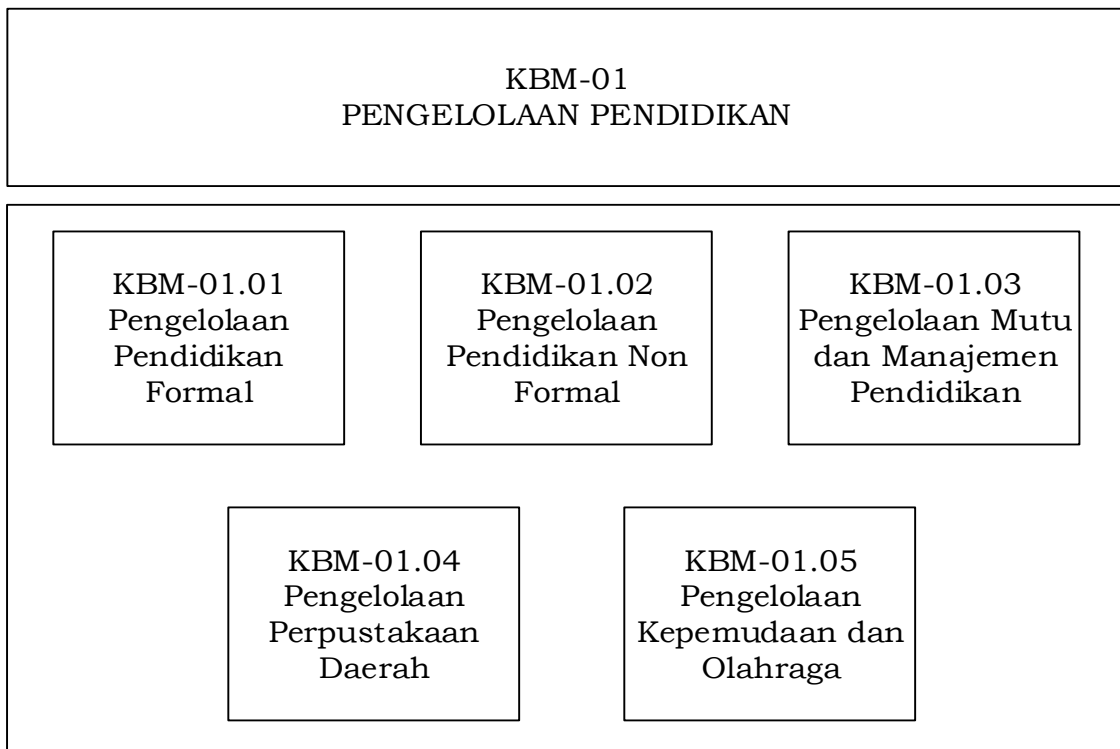 KBM-01
PENGELOLAAN PENDIDIKAN
KBM-01.01
Pengelolaan
Pendidikan
Formal
KBM-01.02
Pengelolaan
Pendidikan Non
Formal
KBM-01.03
Pengelolaan Mutu
dan Manajemen
Pendidikan
KBM-01.04
Pengelolaan
Perpustakaan
Daerah
KBM-01.05
Pengelolaan
Kepemudaan dan
Olahraga